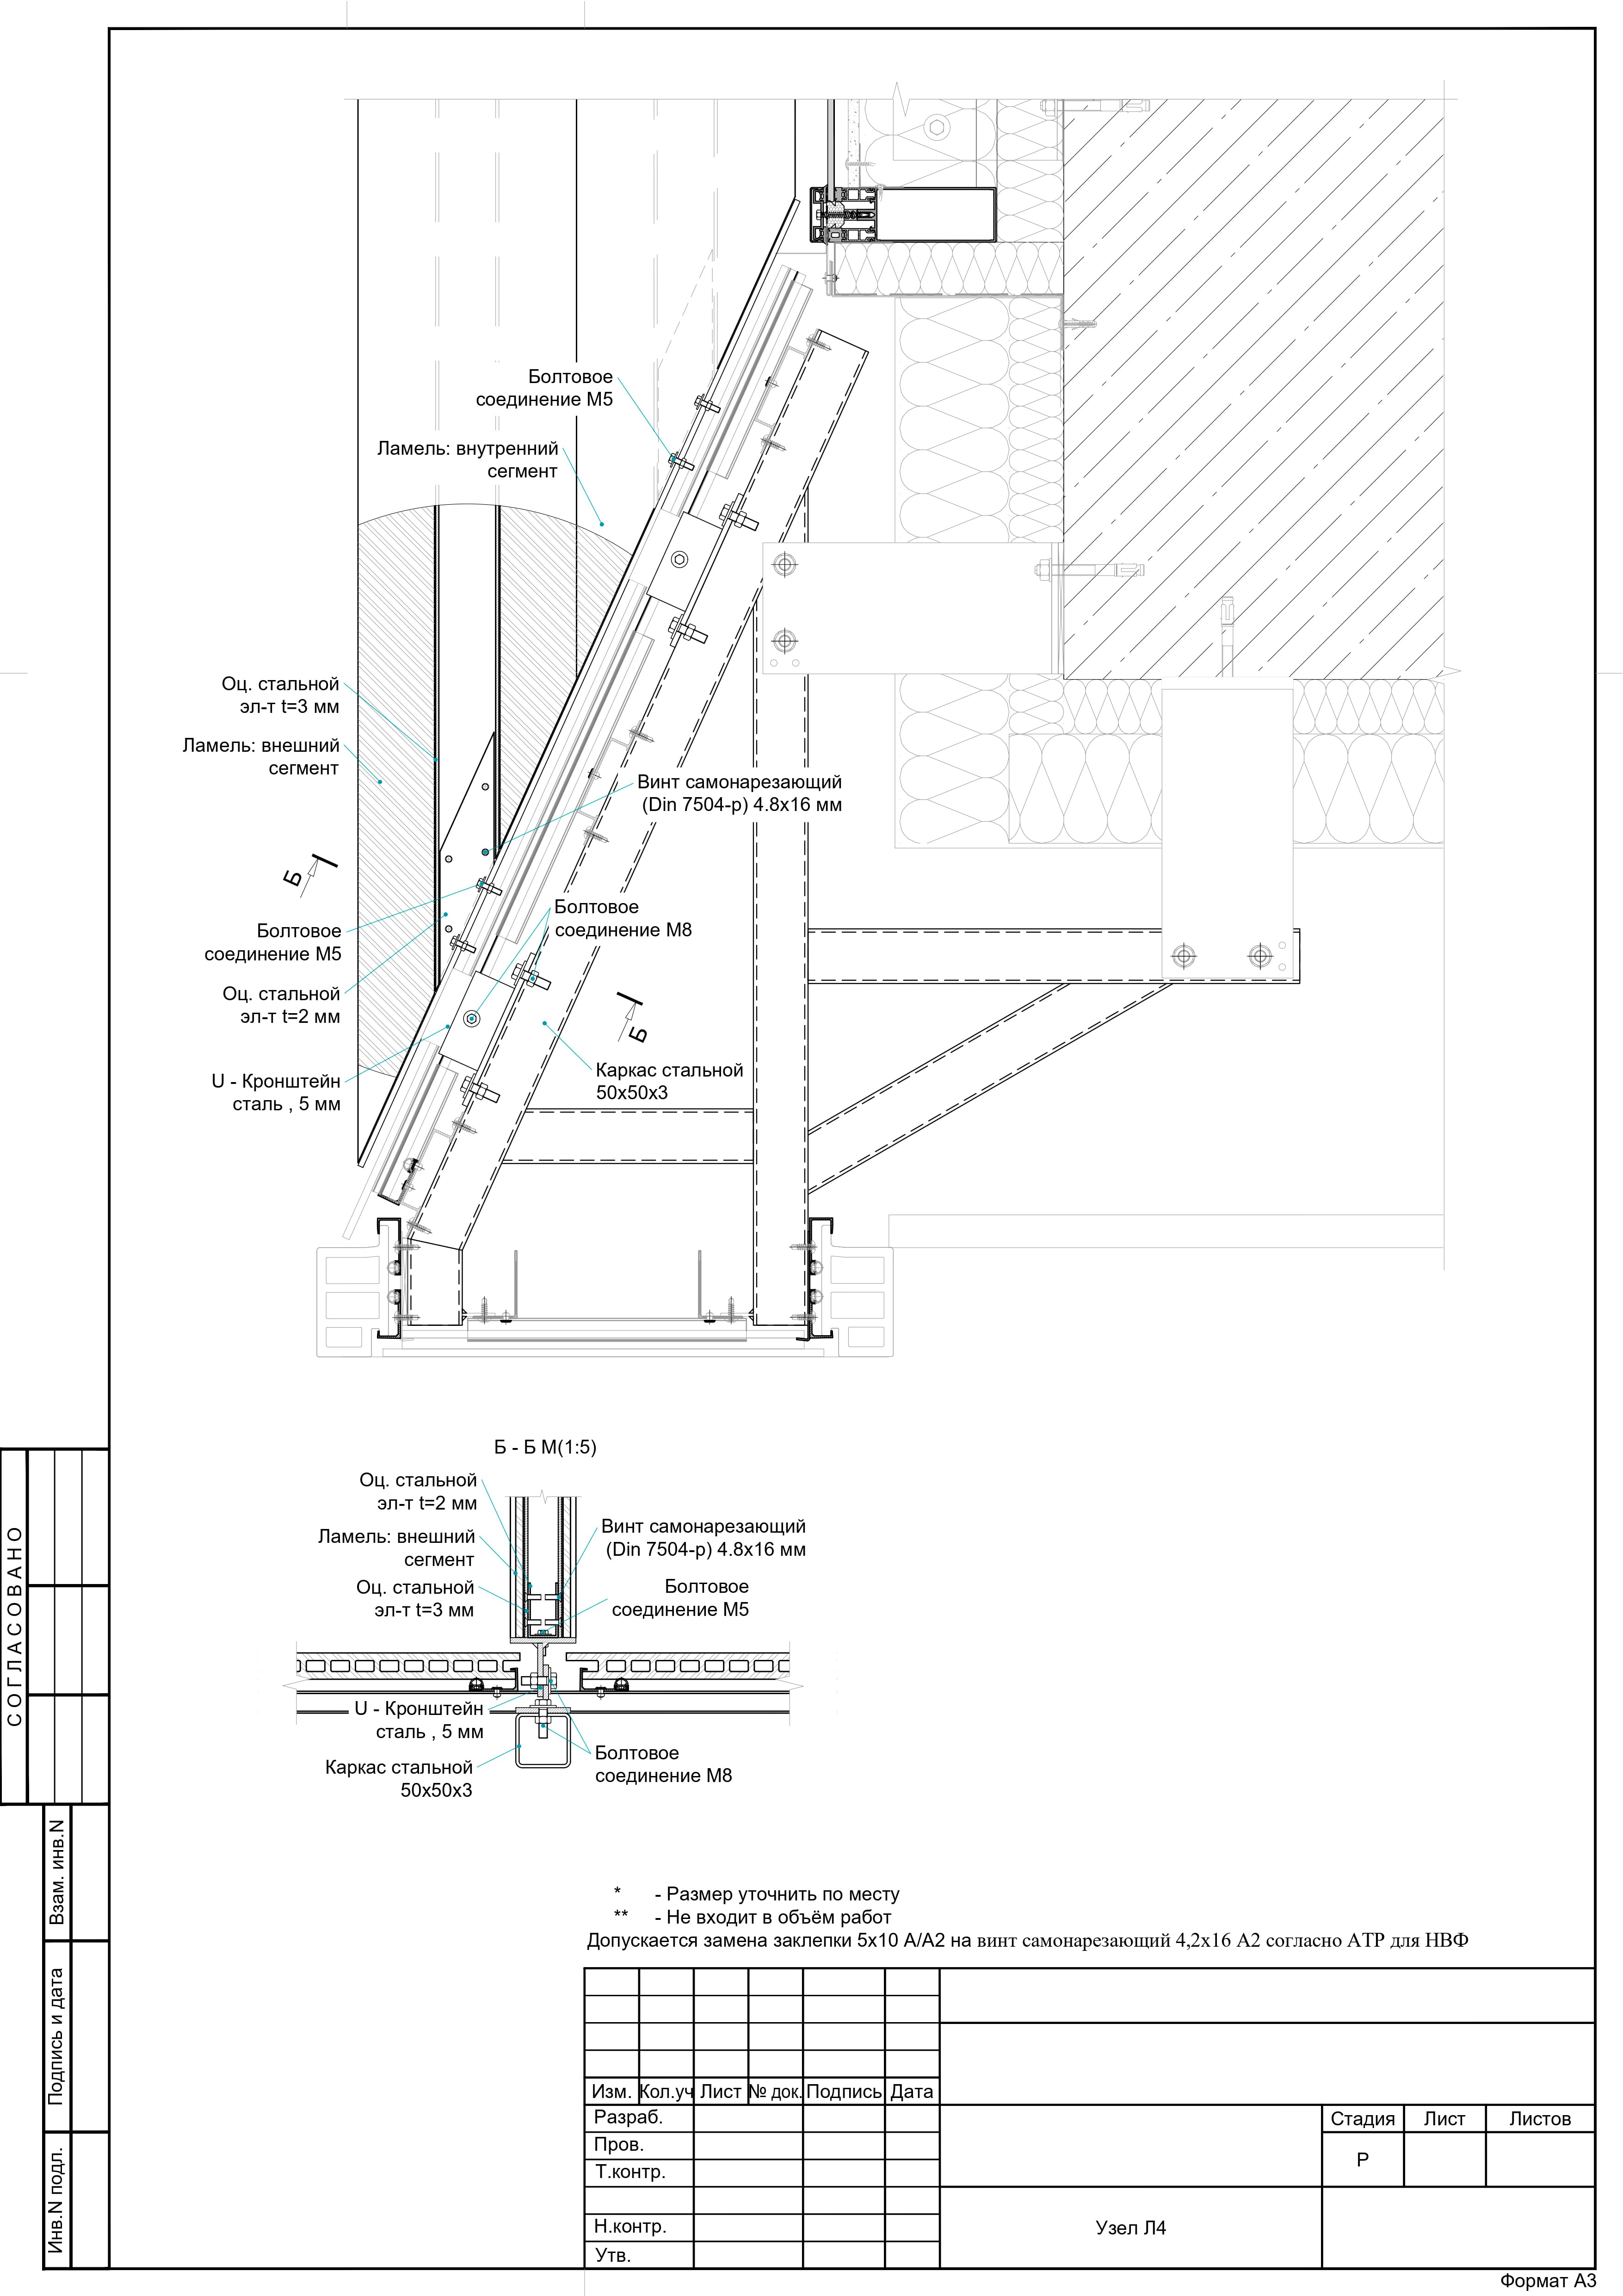 Болтовое
соединение М5
Ламель: внутренний
сегмент
Оц. стальной
эл-т t=3 мм
Ламель: внешний
сегмент
Винт самонарезающий
(Din 7504-p) 4.8х16 мм
Б
Болтовое
соединение М5
Болтовое
соединение М8
Оц. стальной
эл-т t=2 мм
Б
U - Кронштейн
сталь , 5 мм
Каркас стальной
50х50х3
Б - Б М(1:5)
Оц. стальной
эл-т t=2 мм
Ламель: внешний
сегмент
Винт самонарезающий
(Din 7504-p) 4.8х16 мм
Оц. стальной
эл-т t=3 мм
Болтовое
соединение М5
U - Кронштейн
сталь , 5 мм
Каркас стальной
50х50х3
Болтовое
соединение М8
* - Размер уточнить по месту
** - Не входит в объём работ
Допускается замена заклепки 5х10 А/А2 на винт самонарезающий 4,2х16 А2 согласно АТР для НВФ
СОГЛАСОВАНО
Взам. инв.N
Подпись и дата
Инв.N подл.
Изм. Кол.уч Лист № док. Подпись Дата
Разраб.
Пров.
Т.контр.
Н.контр.
Утв.
Стадия Лист Листов
Р
Узел Л4
Формат А3